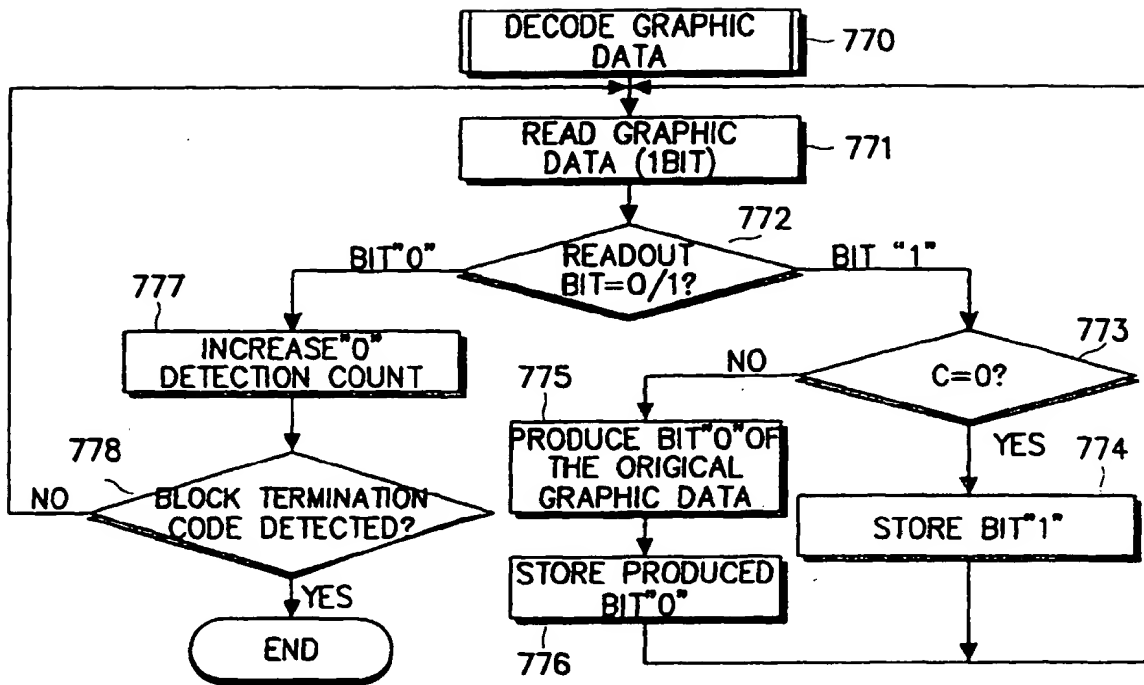 DECODE GRAPHIC
DATA
770
READ GRAPHIC
DATA (1BIT)
771
772
READOUT
BIT=0/1?
BIT"0"
BIT "1"
777
INCREASE"0"
DETECTION COUNT
773
C=0?
NO
YES
775
PRODUCE BIT"0"OF
THE ORIGICAL
GRAPHIC DATA
774
STORE BIT"1"
778
BLOCK TERMINATION
CODE DETECTED?
NO
YES
STORE PRODUCED
BIT"0"
776
END